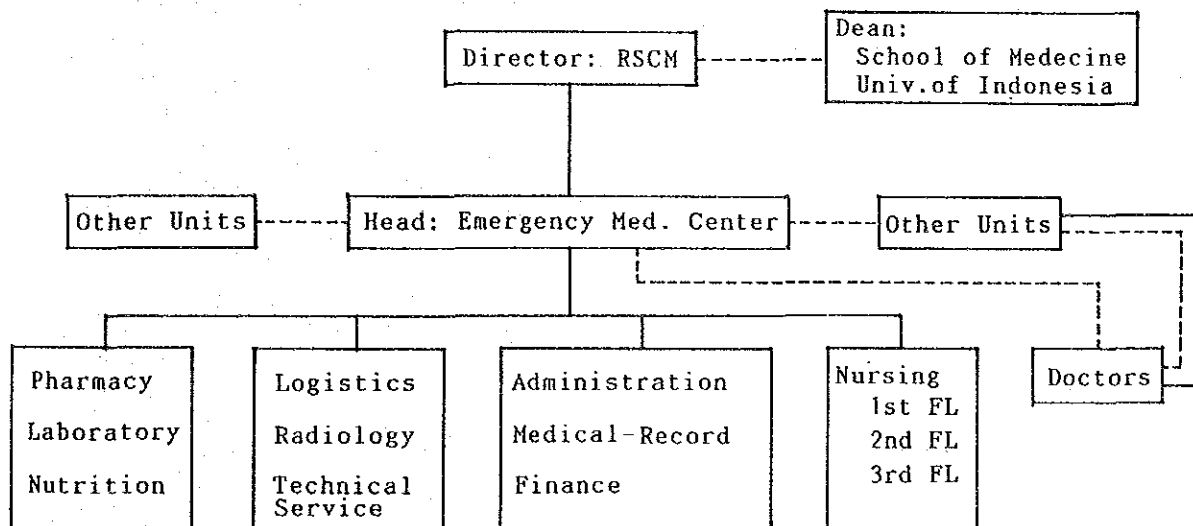 Dean:
School of Medecine
Univ.of Indonesia
Director: RSCM
Other Units
Head: Emergency Med. Center
Other Units
Pharmacy
Laboratory
Nutrition
Logistics
Radiology
Technical
Service
Administration
Medical-Record
Finance
Nursing
1st FL
2nd FL
3rd FL
Doctors